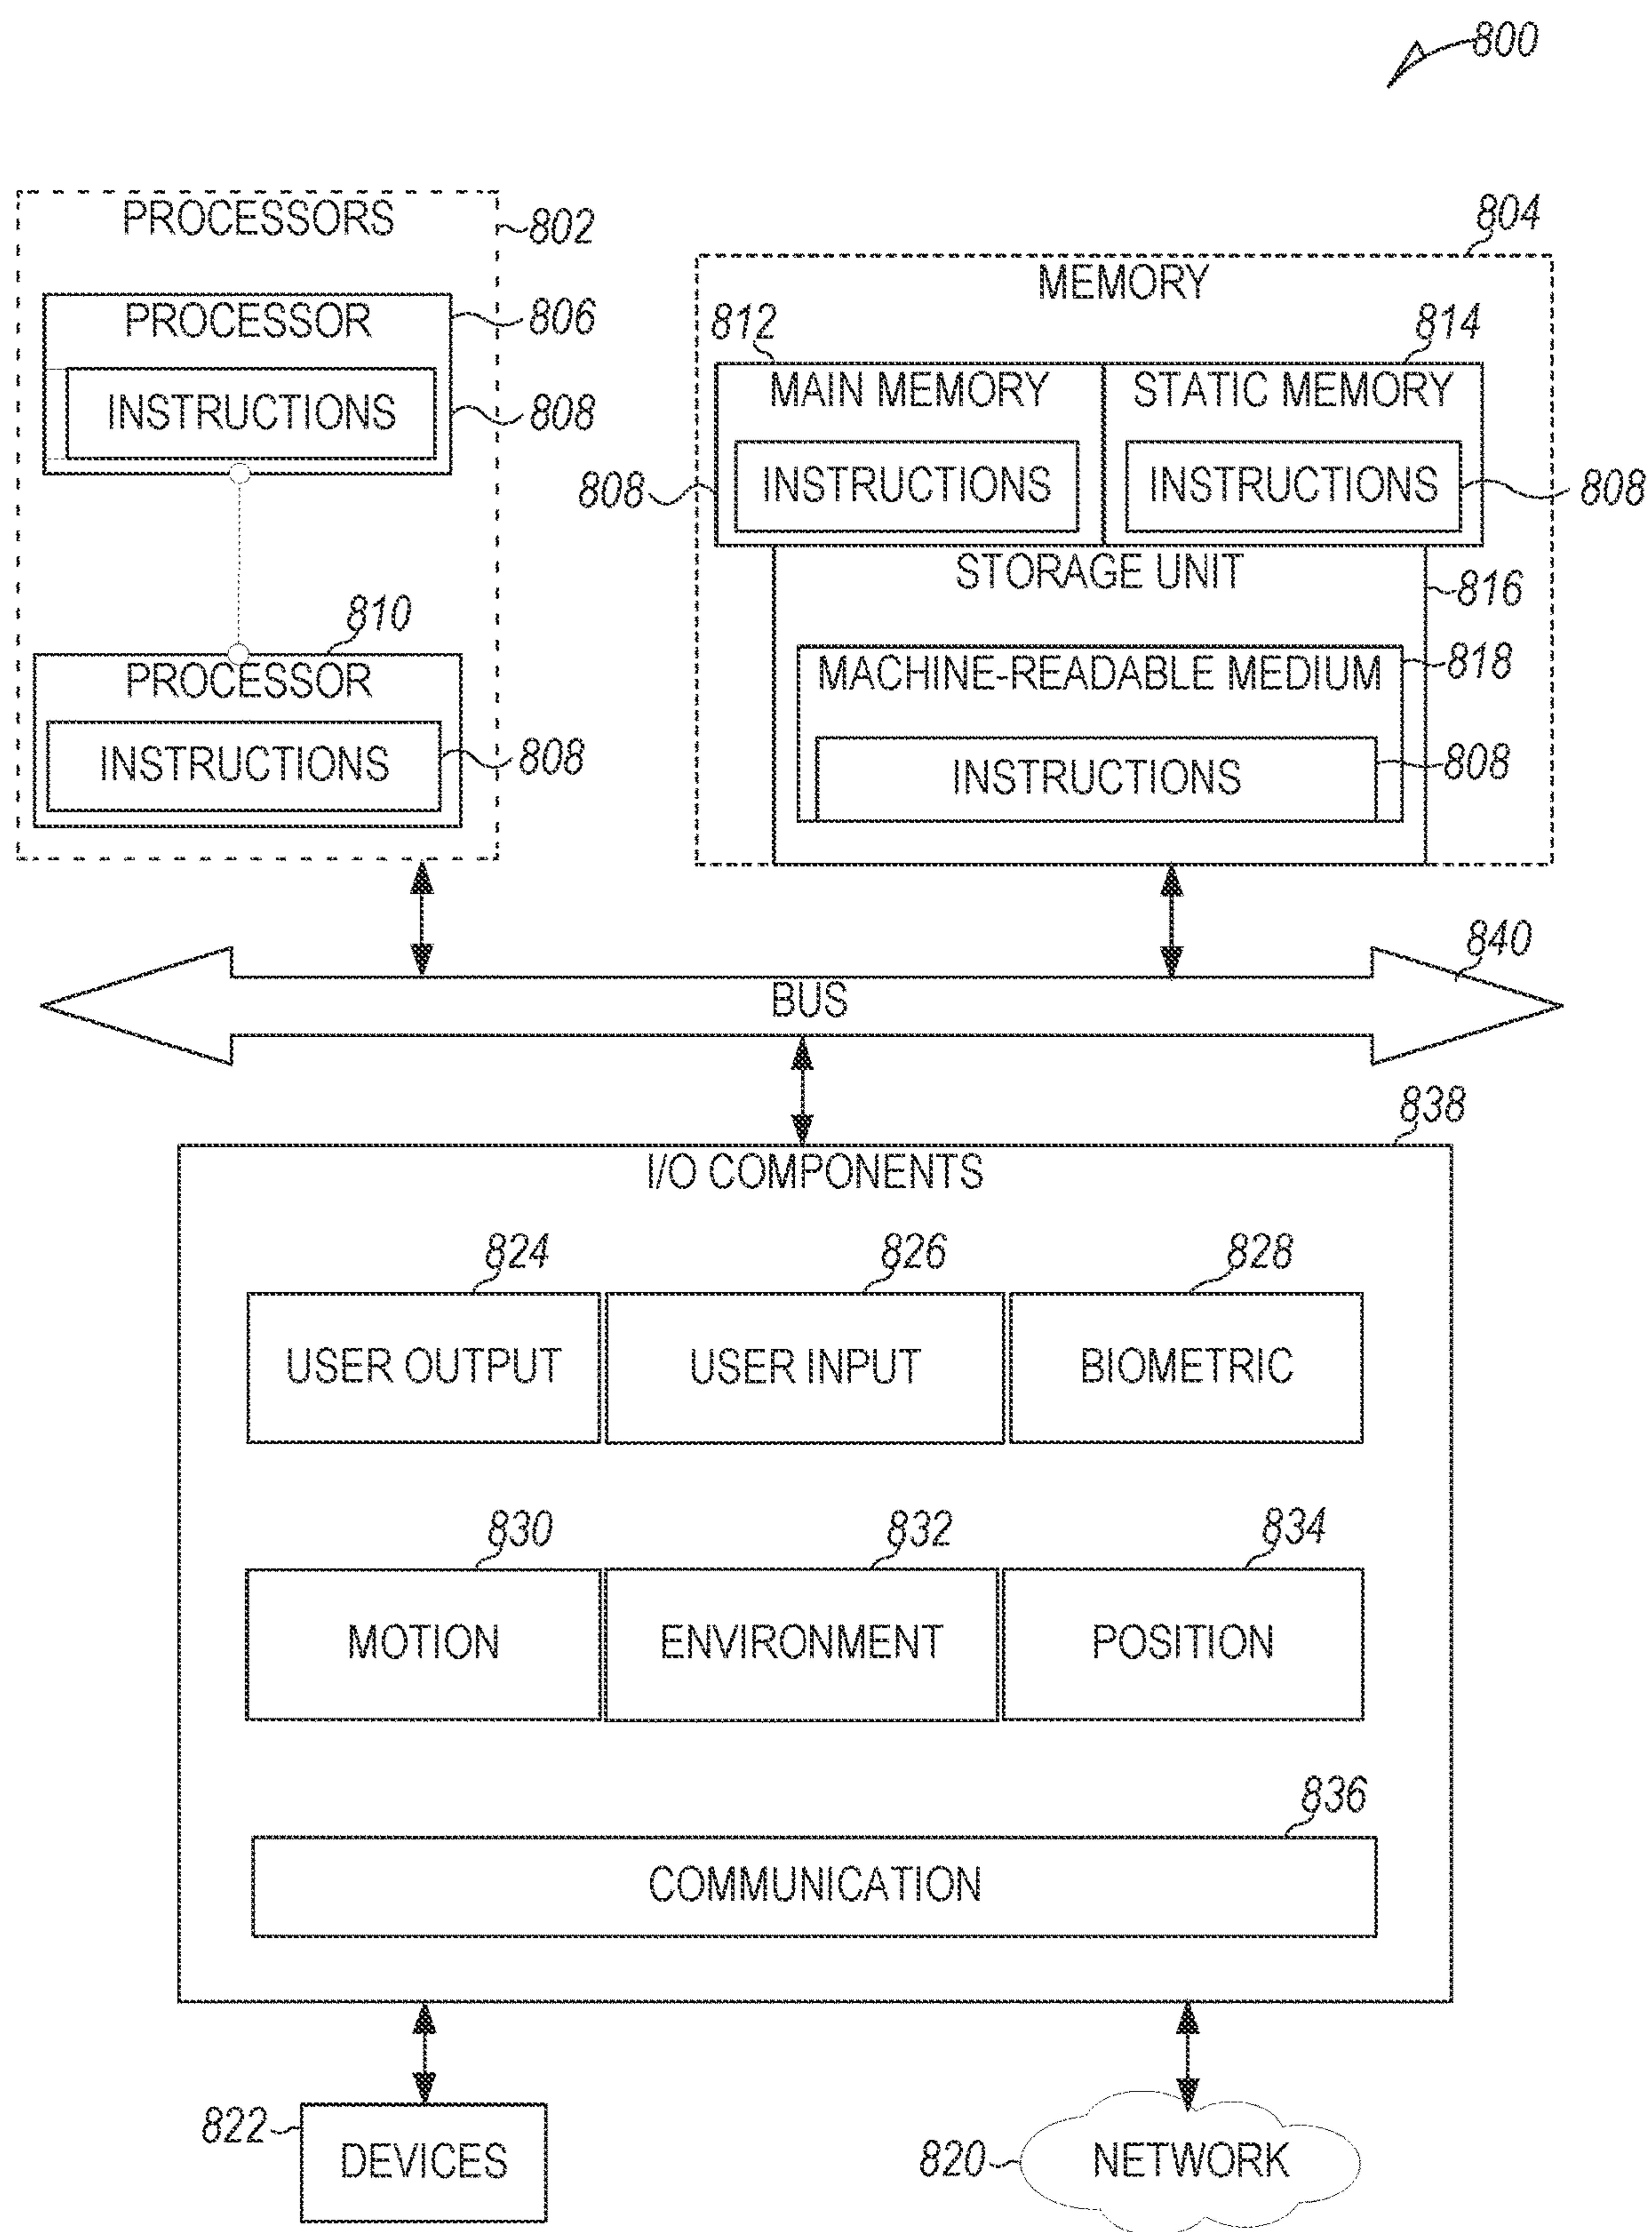 800
PROCESSORS
802
PROCESSOR
806
INSTRUCTIONS
808
810
PROCESSOR
INSTRUCTIONS
808
804
MEMORY
812
814
MAIN MEMORY
STATIC MEMORY
808
INSTRUCTIONS
INSTRUCTIONS
808
STORAGE UNIT
816
MACHINE-READABLE MEDIUM
818
INSTRUCTIONS
808
840
BUS
838
I/O COMPONENTS
824
826
828
USER OUTPUT
USER INPUT
BIOMETRIC
830
832
834
MOTION
ENVIRONMENT
POSITION
836
COMMUNICATION
822
DEVICES
820
NETWORK